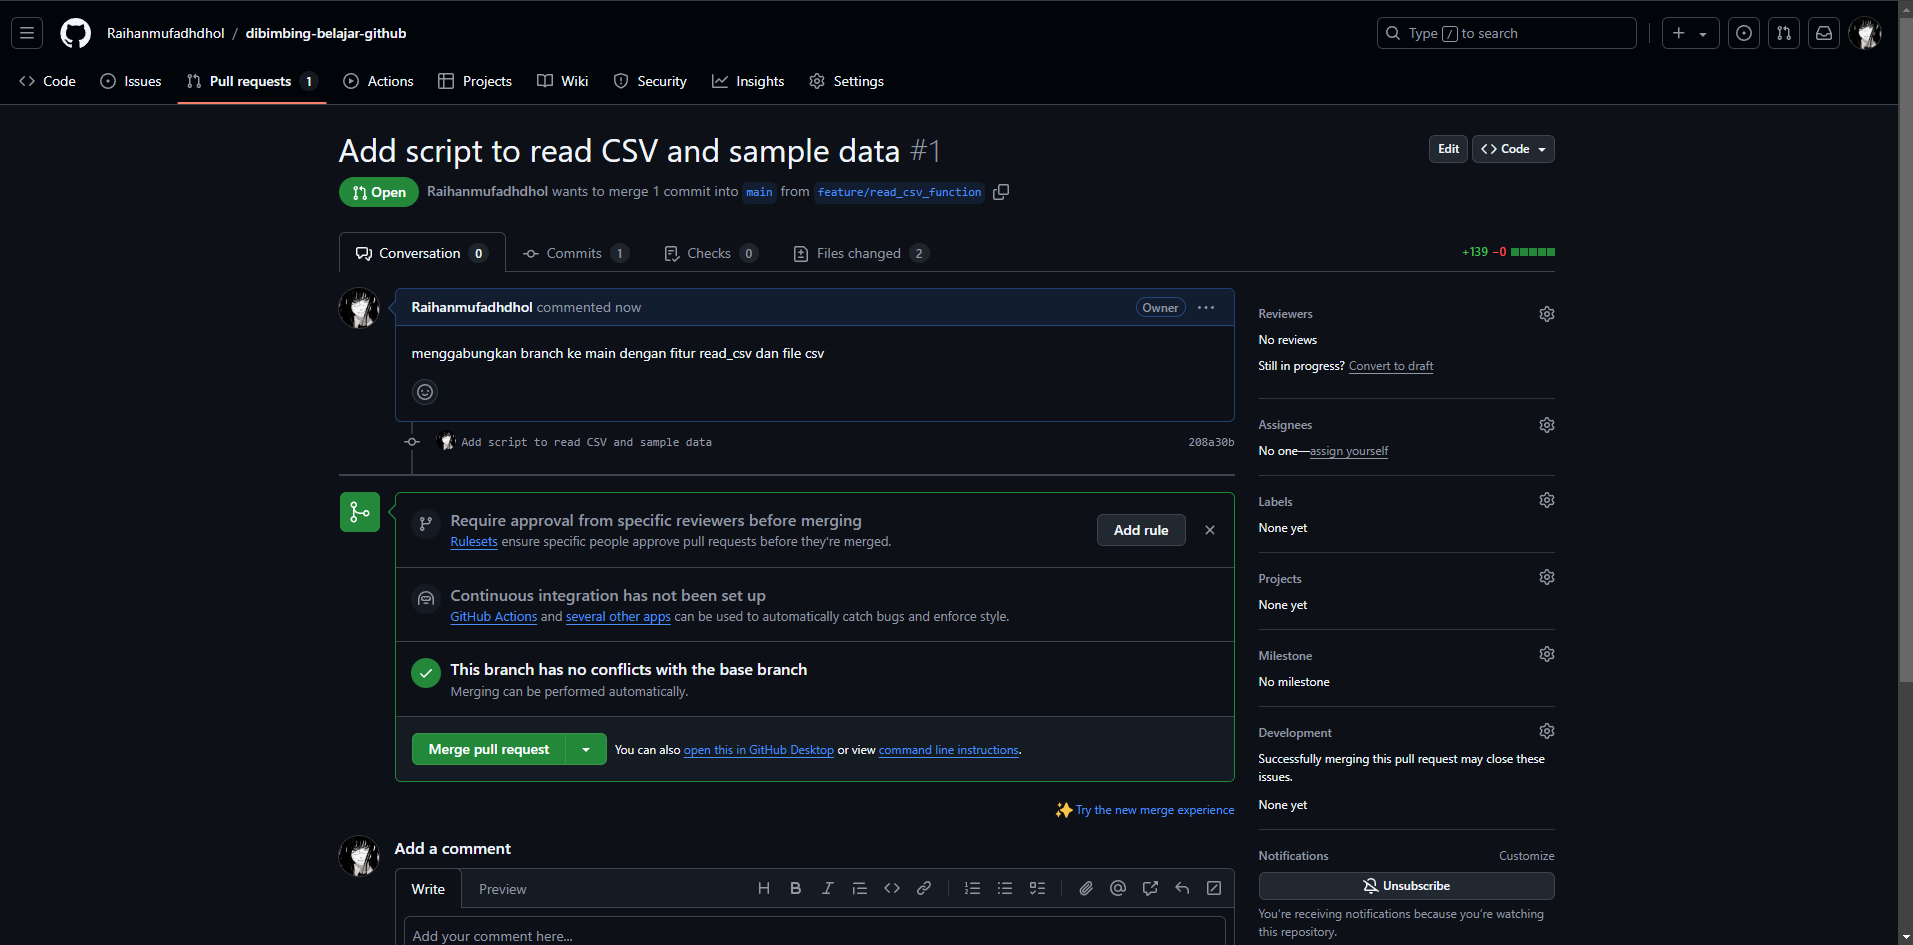 Raihanmufadhdhol / dibimbing-belajar-github
Type / to search
Code
Issues
Pull requests 1
Actions
Projects
Wiki
Security
Insights
Settings
Add script to read CSV and sample data #1
Edit
<> Code
Open
Raihanmufadhdhol wants to merge 1 commit into main from feature/read_csv_function
Conversation 0
Commits 1
Checks 0
Files changed 2
+139 −0
Raihanmufadhdhol commented now
Owner
menggabungkan branch ke main dengan fitur read_csv dan file csv
Add script to read CSV and sample data
208a30b
Require approval from specific reviewers before merging
Rulesets ensure specific people approve pull requests before they're merged.
Add rule
Continuous integration has not been set up
GitHub Actions and several other apps can be used to automatically catch bugs and enforce style.
This branch has no conflicts with the base branch
Merging can be performed automatically.
Merge pull request
You can also open this in GitHub Desktop or view command line instructions.
Try the new merge experience
Add a comment
Write
Preview
Add your comment here...
Reviewers
No reviews
Still in progress? Convert to draft
Assignees
No one—assign yourself
Labels
None yet
Projects
None yet
Milestone
No milestone
Development
Successfully merging this pull request may close these
issues.
None yet
Notifications
Customize
Unsubscribe
You're receiving notifications because you're watching
this repository.